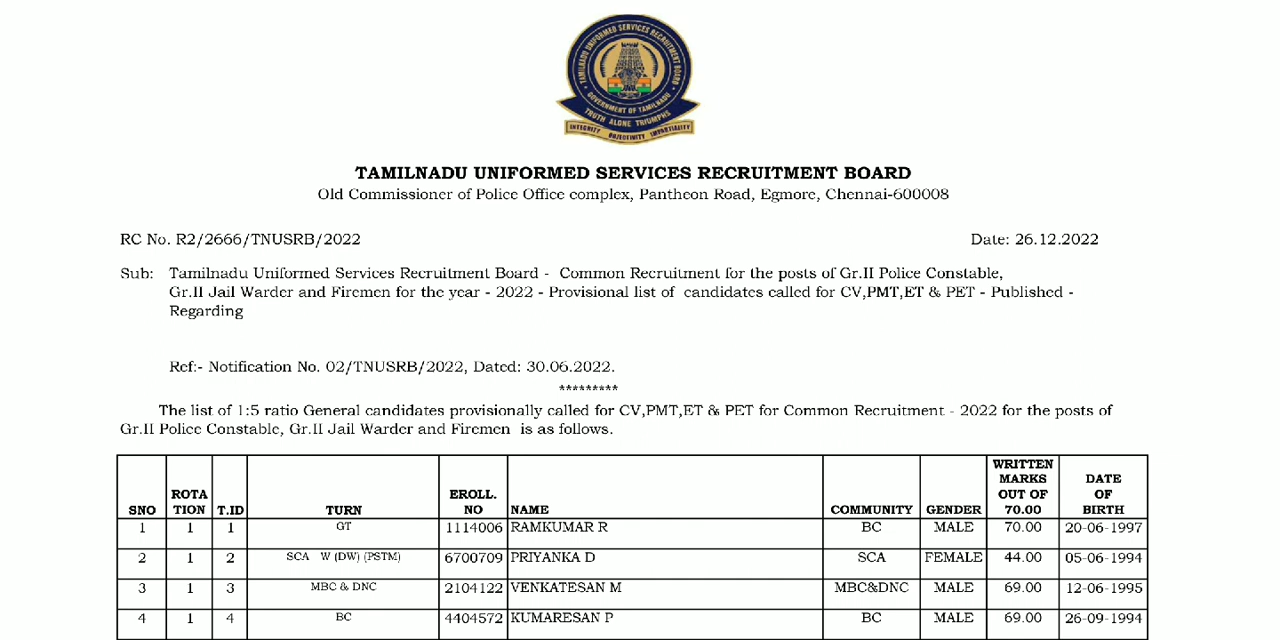 TAMILNADU UNIFORMED SERVICES RECRUITMENT BOARD
GOVERNMENT OF TAMILNADU
TRUTH ALONE TRIUMPHS
INTEGRITY OBJECTIVITY IMPARTIALITY
TAMILNADU UNIFORMED SERVICES RECRUITMENT BOARD
Old Commissioner of Police Office complex, Pantheon Road, Egmore, Chennai-600008
RC No. R2/2666/TNUSRB/2022 Date: 26.12.2022
Sub: Tamilnadu Uniformed Services Recruitment Board - Common Recruitment for the posts of Gr.II Police Constable,
Gr.II Jail Warder and Firemen for the year - 2022 - Provisional list of candidates called for CV,PMT,ET & PET - Published -
Regarding
Ref:- Notification No. 02/TNUSRB/2022, Dated: 30.06.2022.
*********
The list of 1:5 ratio General candidates provisionally called for CV,PMT,ET & PET for Common Recruitment - 2022 for the posts of
Gr.II Police Constable, Gr.II Jail Warder and Firemen is as follows.
SNO ROTA TION T.ID TURN EROLL. NO NAME COMMUNITY GENDER WRITTEN MARKS OUT OF 70.00 DATE OF BIRTH
1 1 1 GT 1114006 RAMKUMAR R BC MALE 70.00 20-06-1997
2 1 2 SCA W (DW) (PSTM) 6700709 PRIYANKA D SCA FEMALE 44.00 05-06-1994
3 1 3 MBC & DNC 2104122 VENKATESAN M MBC&DNC MALE 69.00 12-06-1995
4 1 4 BC 4404572 KUMARESAN P BC MALE 69.00 26-09-1994